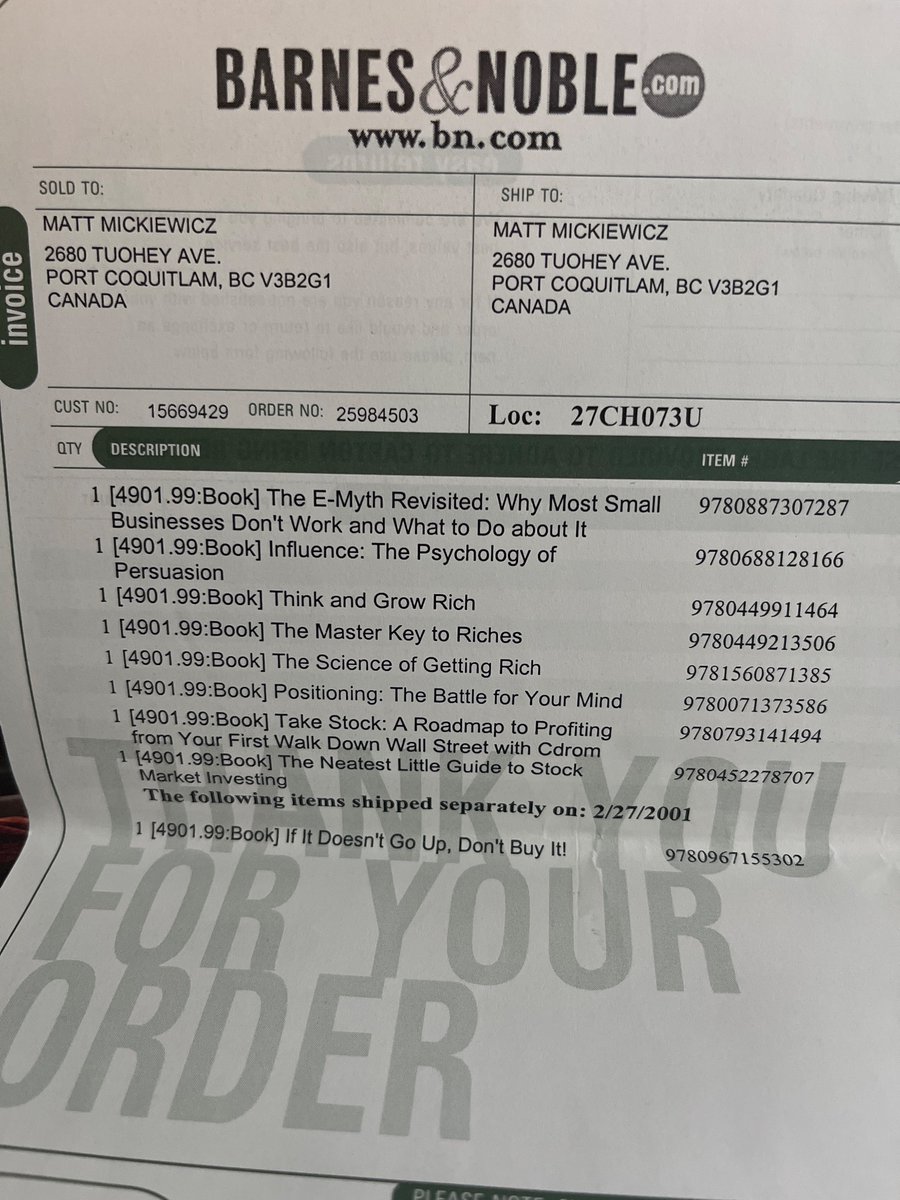 BARNES&NOBLE.com
www.bn.com
invoice
SOLD TO:
MATT MICKIEWICZ
2680 TUOHEY AVE.
PORT COQUITLAM, BC V3B2G1
CANADA
SHIP TO:
MATT MICKIEWICZ
2680 TUOHEY AVE.
PORT COQUITLAM, BC V3B2G1
CANADA
CUST NO: 15669429 ORDER NO: 25984503 Loc: 27CH073U
QTY DESCRIPTION ITEM #
1 [4901.99:Book] The E-Myth Revisited: Why Most Small 9780887307287
Businesses Don't Work and What to Do about It
1 [4901.99:Book] Influence: The Psychology of 9780688128166
Persuasion
1 [4901.99:Book] Think and Grow Rich 9780449911464
1 [4901.99:Book] The Master Key to Riches 9780449213506
1 [4901.99:Book] The Science of Getting Rich 9781560871385
1 [4901.99:Book] Positioning: The Battle for Your Mind 9780071373586
1 [4901.99:Book] Take Stock: A Roadmap to Profiting 9780793141494
from Your First Walk Down Wall Street with Cdrom
1 [4901.99:Book] The Neatest Little Guide to Stock 9780452278707
Market Investing
The following items shipped separately on: 2/27/2001
1 [4901.99:Book] If It Doesn't Go Up, Don't Buy It! 9780967155302
THANK YOU
FOR YOUR
ORDER
PLEASE NOTE